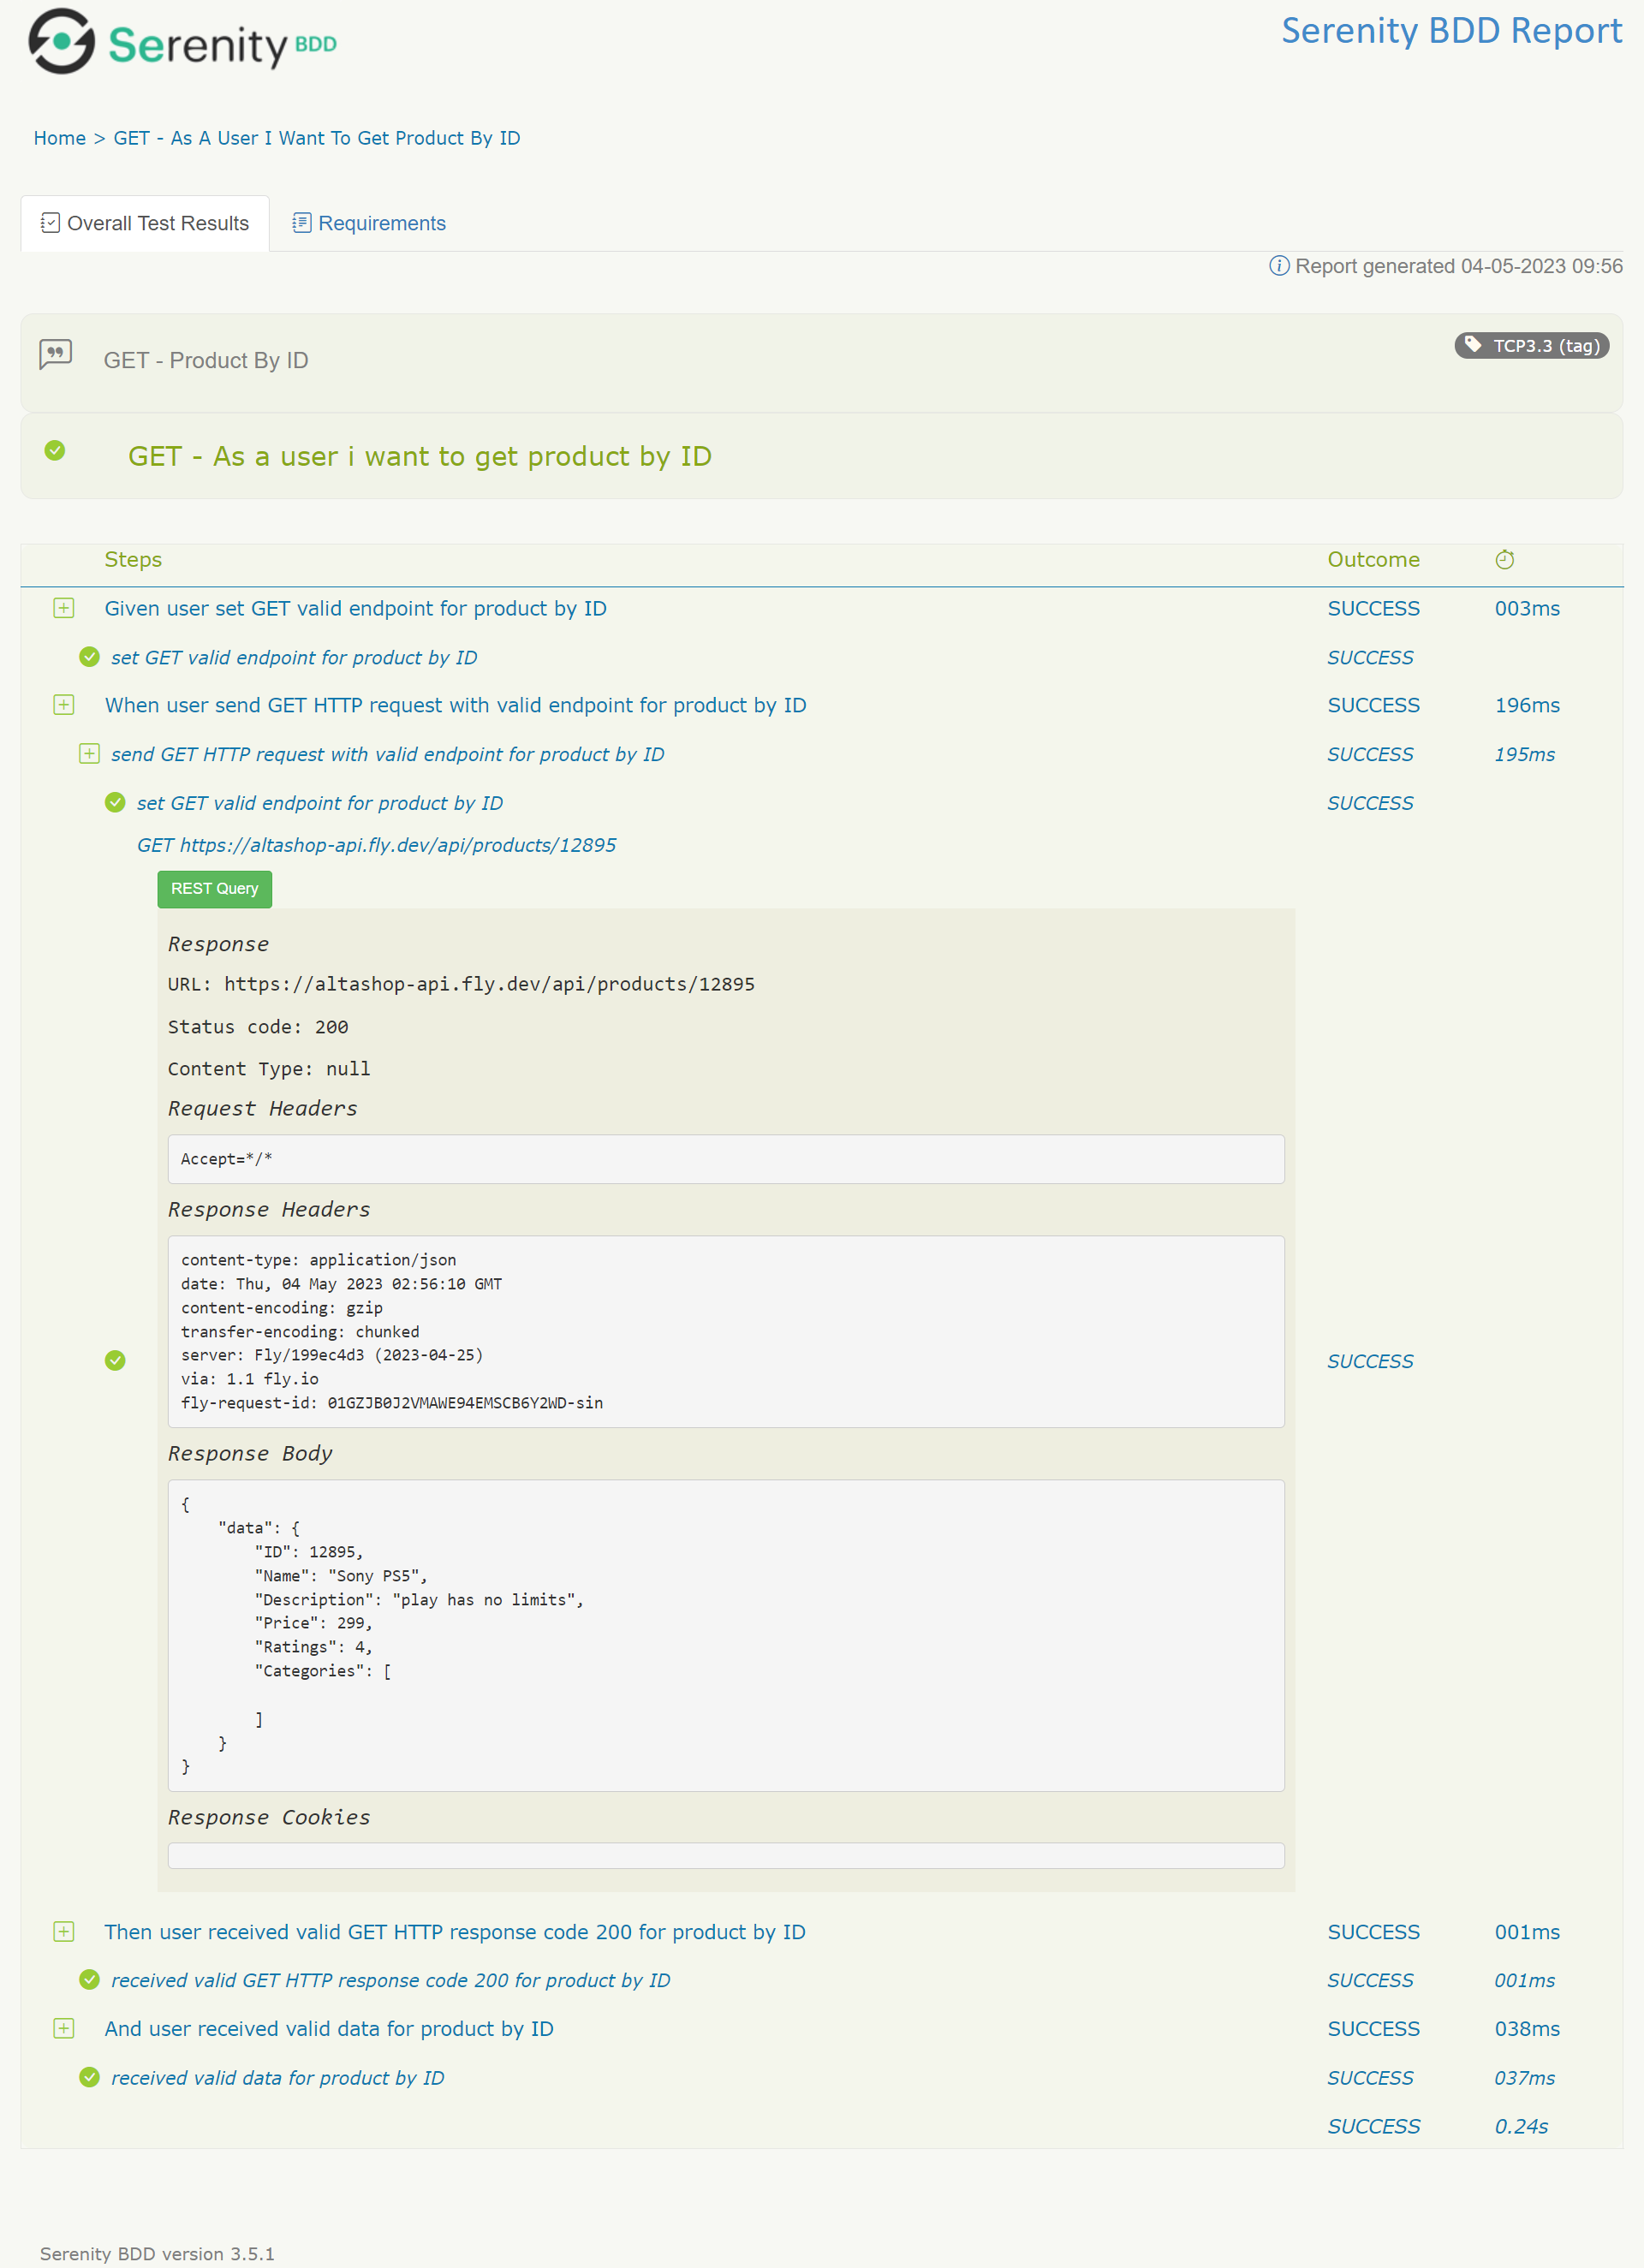 Serenity BDD
Serenity BDD Report
Home > GET - As A User I Want To Get Product By ID
Overall Test Results
Requirements
Report generated 04-05-2023 09:56
GET - Product By ID
TCP3.3 (tag)
GET - As a user i want to get product by ID
Steps Outcome
Given user set GET valid endpoint for product by ID SUCCESS 003ms
set GET valid endpoint for product by ID SUCCESS
When user send GET HTTP request with valid endpoint for product by ID SUCCESS 196ms
send GET HTTP request with valid endpoint for product by ID SUCCESS 195ms
set GET valid endpoint for product by ID SUCCESS
GET https://altashop-api.fly.dev/api/products/12895
REST Query
Response
URL: https://altashop-api.fly.dev/api/products/12895
Status code: 200
Content Type: null
Request Headers
Accept=*/*
Response Headers
content-type: application/json
date: Thu, 04 May 2023 02:56:10 GMT
content-encoding: gzip
transfer-encoding: chunked
server: Fly/199ec4d3 (2023-04-25)
via: 1.1 fly.io
fly-request-id: 01GZJB0J2VMAWE94EMSCB6Y2WD-sin
SUCCESS
Response Body
{
    "data": {
        "ID": 12895,
        "Name": "Sony PS5",
        "Description": "play has no limits",
        "Price": 299,
        "Ratings": 4,
        "Categories": [
        ]
    }
}
Response Cookies
Then user received valid GET HTTP response code 200 for product by ID SUCCESS 001ms
received valid GET HTTP response code 200 for product by ID SUCCESS 001ms
And user received valid data for product by ID SUCCESS 038ms
received valid data for product by ID SUCCESS 037ms
SUCCESS 0.24s
Serenity BDD version 3.5.1